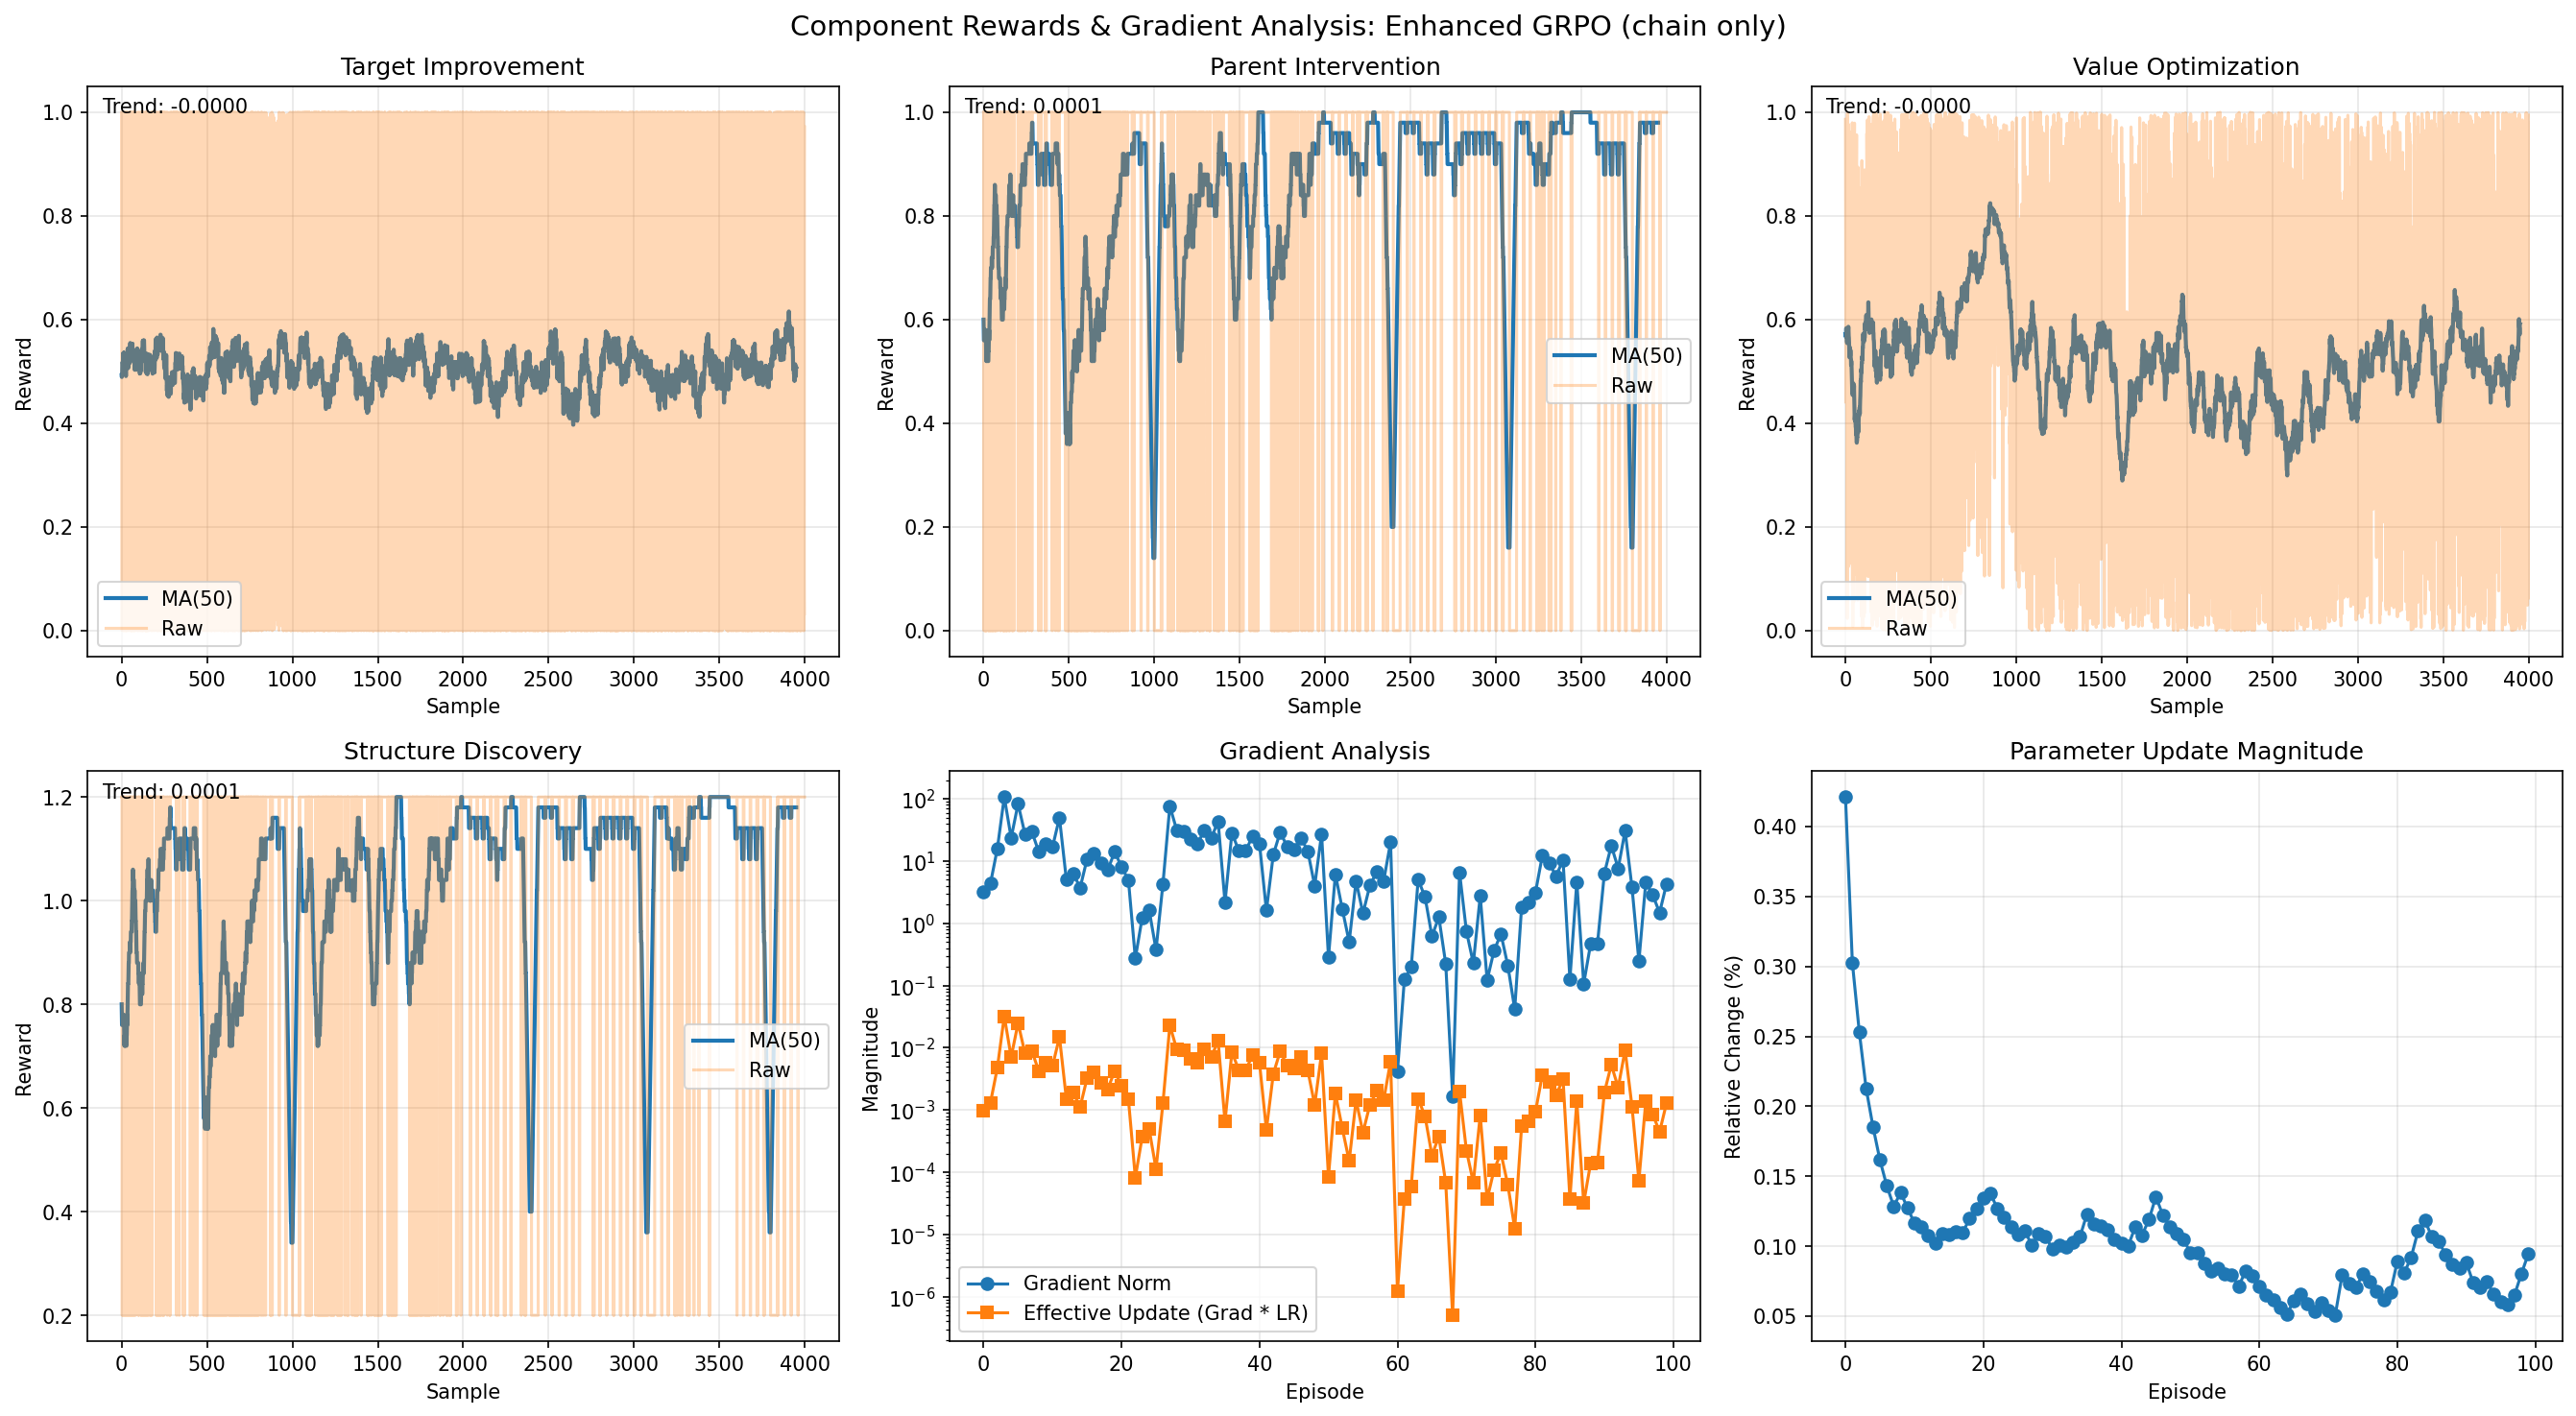 Component Rewards & Gradient Analysis: Enhanced GRPO (chain only)
Target Improvement
Trend: -0.0000
1.0
0.8
0.6
0.4
0.2
0.0
Reward
MA(50)
Raw
0 500 1000 1500 2000 2500 3000 3500 4000
Sample
Parent Intervention
Trend: 0.0001
1.0
0.8
0.6
0.4
0.2
0.0
Reward
MA(50)
Raw
0 500 1000 1500 2000 2500 3000 3500 4000
Sample
Value Optimization
Trend: -0.0000
1.0
0.8
0.6
0.4
0.2
0.0
Reward
MA(50)
Raw
0 500 1000 1500 2000 2500 3000 3500 4000
Sample
Structure Discovery
Trend: 0.0001
1.2
1.0
0.8
0.6
0.4
0.2
Reward
MA(50)
Raw
0 500 1000 1500 2000 2500 3000 3500 4000
Sample
Gradient Analysis
10²
10¹
10⁰
10⁻¹
10⁻²
10⁻³
10⁻⁴
10⁻⁵
10⁻⁶
Magnitude
Gradient Norm
Effective Update (Grad * LR)
0 20 40 60 80 100
Episode
Parameter Update Magnitude
0.40
0.35
0.30
0.25
0.20
0.15
0.10
0.05
Relative Change (%)
0 20 40 60 80 100
Episode